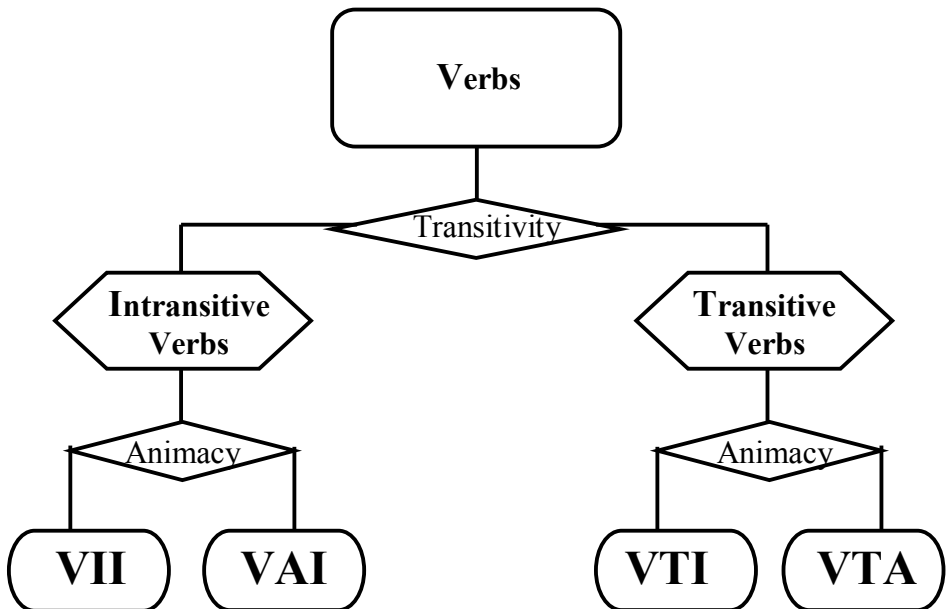 Verbs
Transitivity
Intransitive
Verbs
Transitive
Verbs
Animacy
Animacy
VII
VAI
VTI
VTA